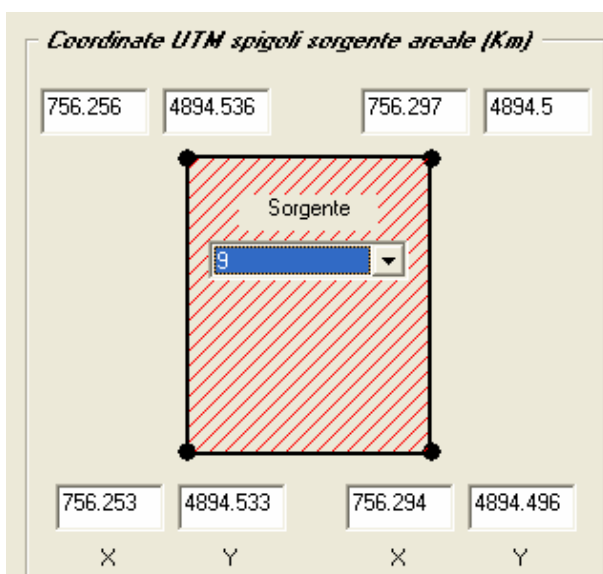 Coordinate UTM spigoli sorgente areale (Km)
756.256 4894.536 756.297 4894.5
Sorgente
9
756.253 4894.533 756.294 4894.496
X Y X Y